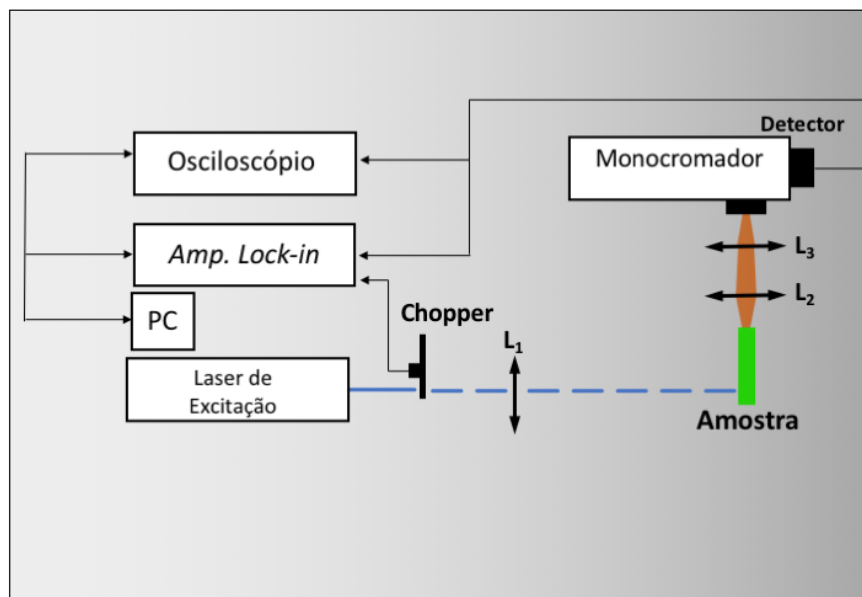 Detector
Osciloscópio
Monocromador
Amp. Lock-in
L₃
L₂
PC
Chopper
L₁
Laser de
Excitação
Amostra